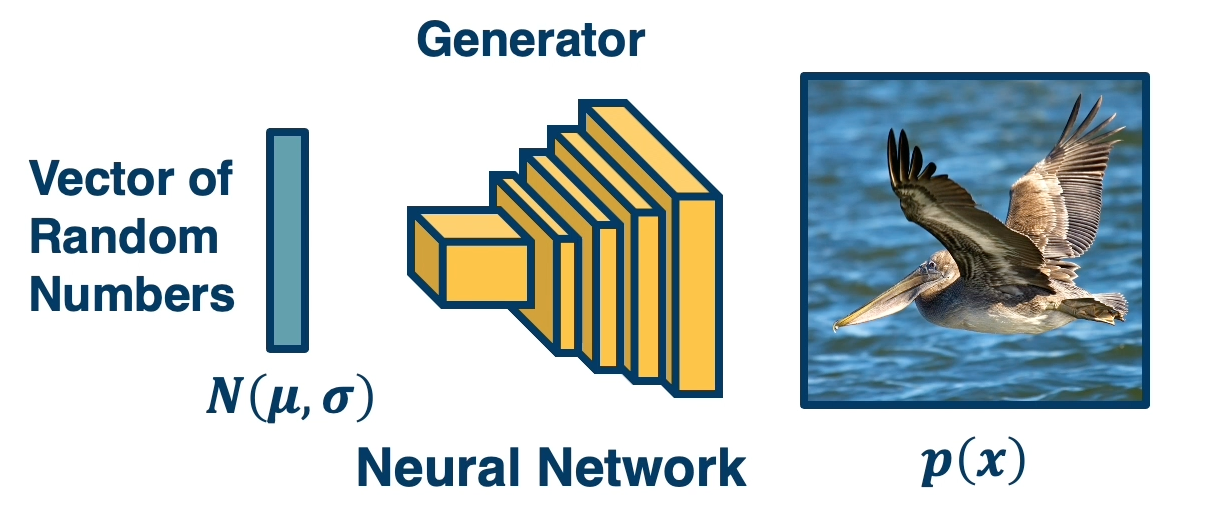 Generator
Vector of
Random
Numbers
N(μ, σ)
Neural Network
p(x)